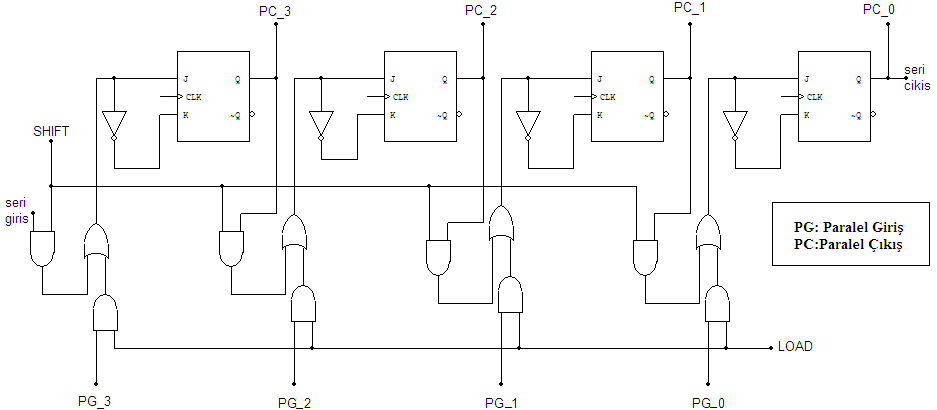 PC_3
PC_2
PC_1
PC_0
J
Q
CLK
K
~Q
J
Q
CLK
K
~Q
J
Q
CLK
K
~Q
J
Q
CLK
K
~Q
seri
cikis
SHIFT
seri
giris
PG: Paralel Giriş
PC:Paralel Çıkış
LOAD
PG_3
PG_2
PG_1
PG_0